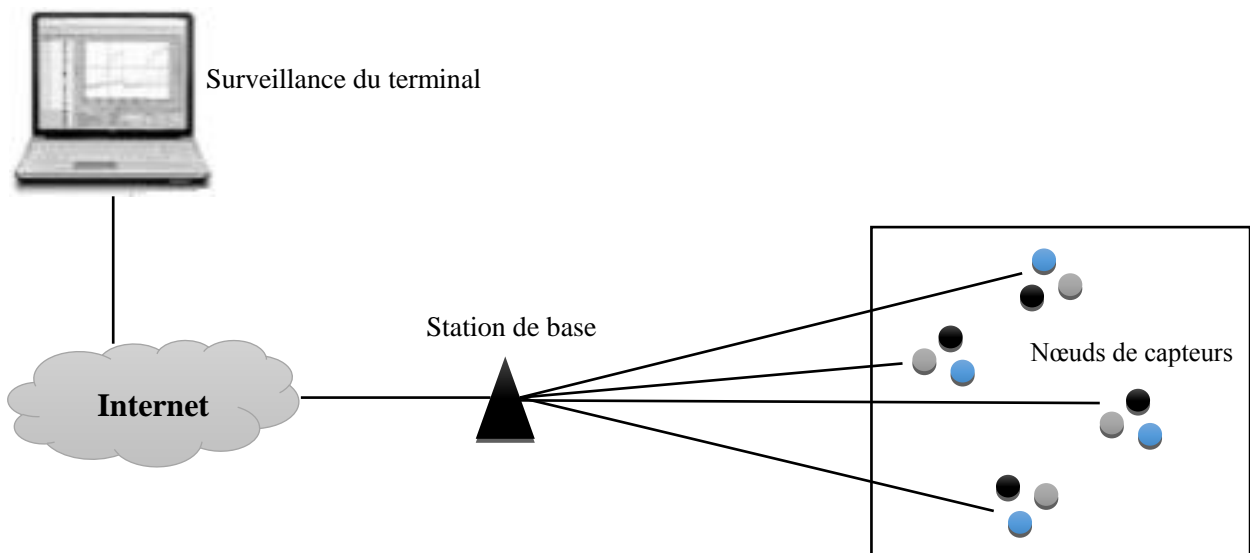 Surveillance du terminal
Station de base
Nœuds de capteurs
Internet